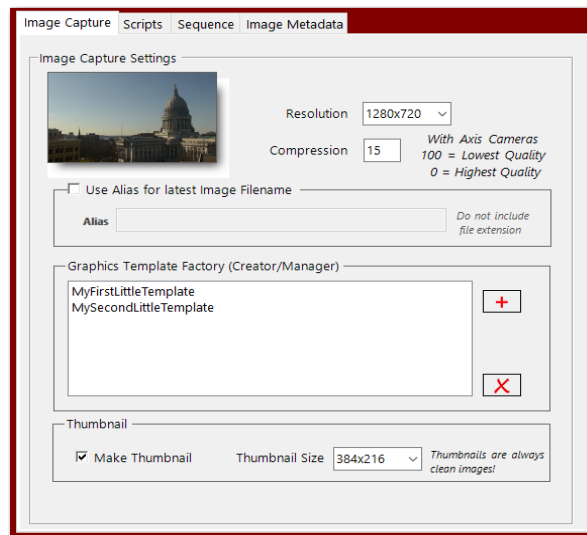 Image Capture Scripts Sequence Image Metadata
Image Capture Settings
Resolution 1280x720
Compression 15
With Axis Cameras
100 = Lowest Quality
0 = Highest Quality
Use Alias for latest Image Filename
Alias
Do not include
file extension
Graphics Template Factory (Creator/Manager)
MyFirstLittleTemplate
MySecondLittleTemplate
+
X
Thumbnail
Make Thumbnail Thumbnail Size 384x216
Thumbnails are always
clean images!